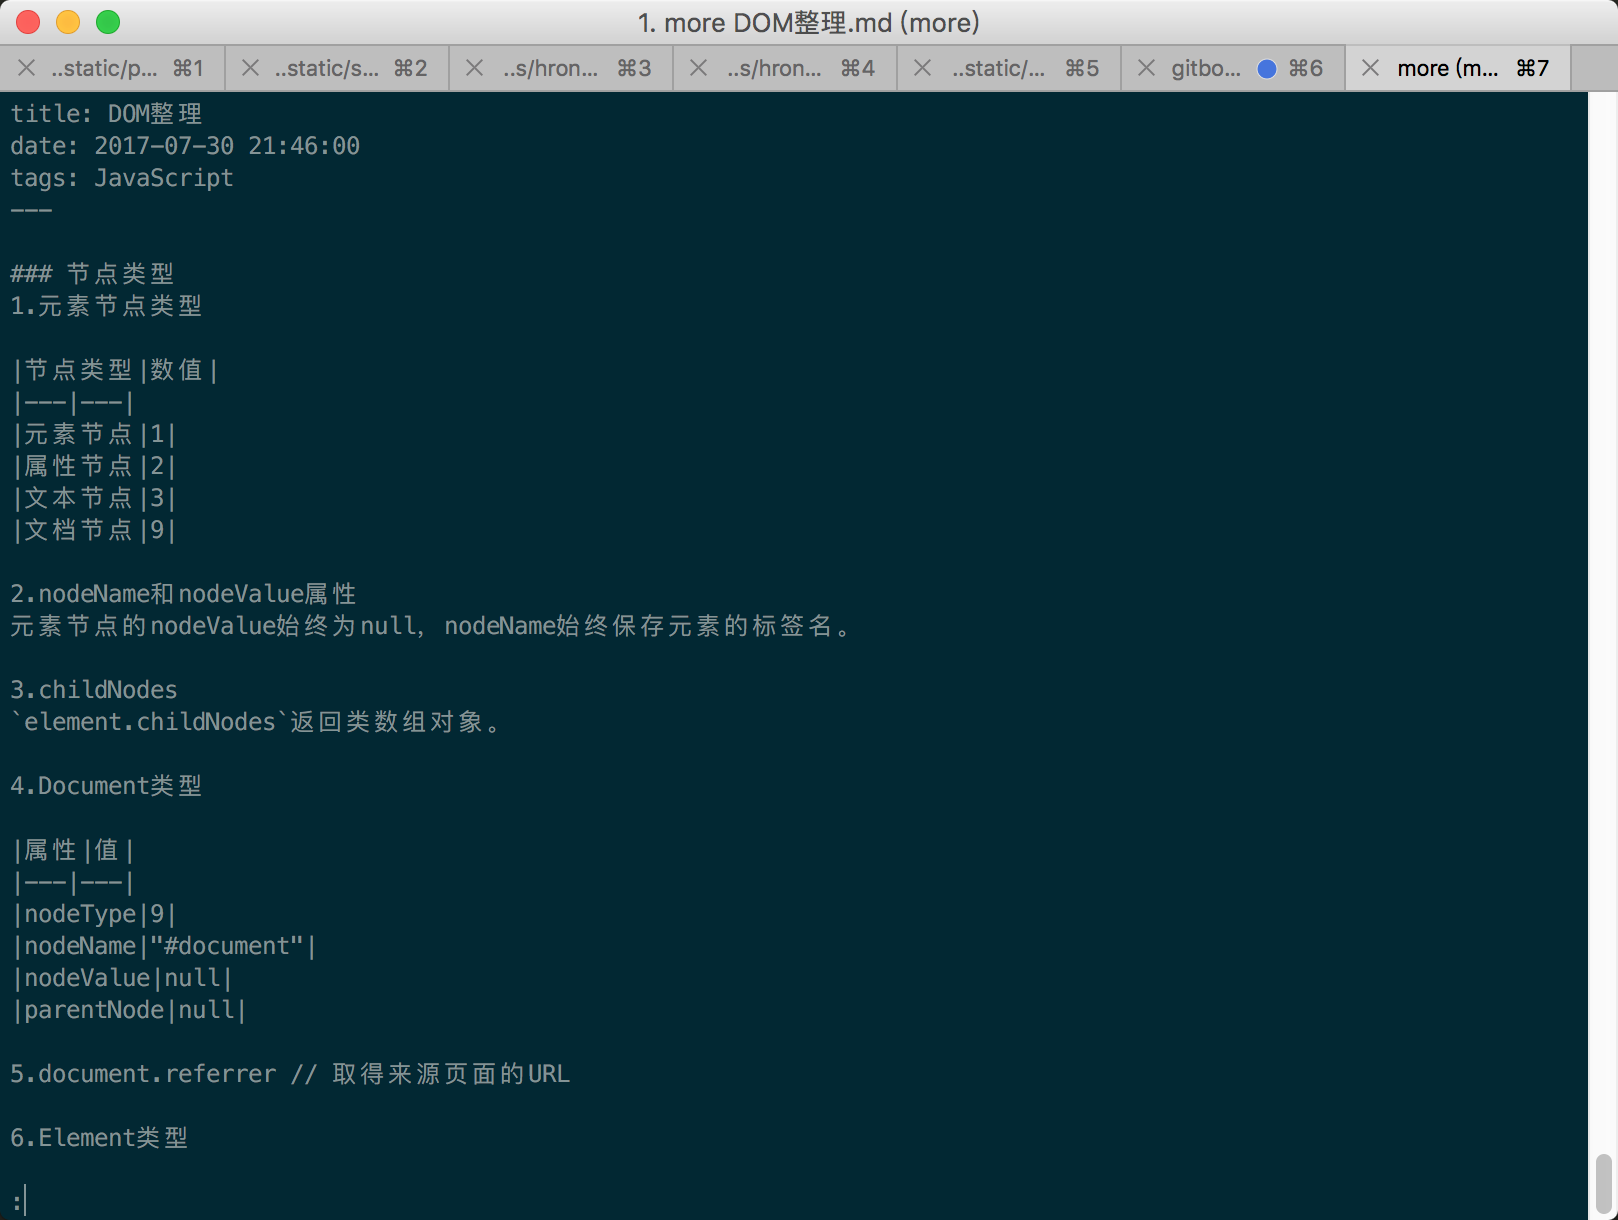 1. more DOM整理.md (more)
..static/p... ⌘1 ..static/s... ⌘2 ..s/hron... ⌘3 ..s/hron... ⌘4 ..static/... ⌘5 gitbo... ⌘6 more (m... ⌘7
title: DOM整理
date: 2017-07-30 21:46:00
tags: JavaScript
---
### 节点类型
1.元素节点类型
|节点类型|数值|
|---|---|
|元素节点|1|
|属性节点|2|
|文本节点|3|
|文档节点|9|
2.nodeName和nodeValue属性
元素节点的nodeValue始终为null，nodeName始终保存元素的标签名。
3.childNodes
`element.childNodes`返回类数组对象。
4.Document类型
|属性|值|
|---|---|
|nodeType|9|
|nodeName|"#document"|
|nodeValue|null|
|parentNode|null|
5.document.referrer // 取得来源页面的URL
6.Element类型
: